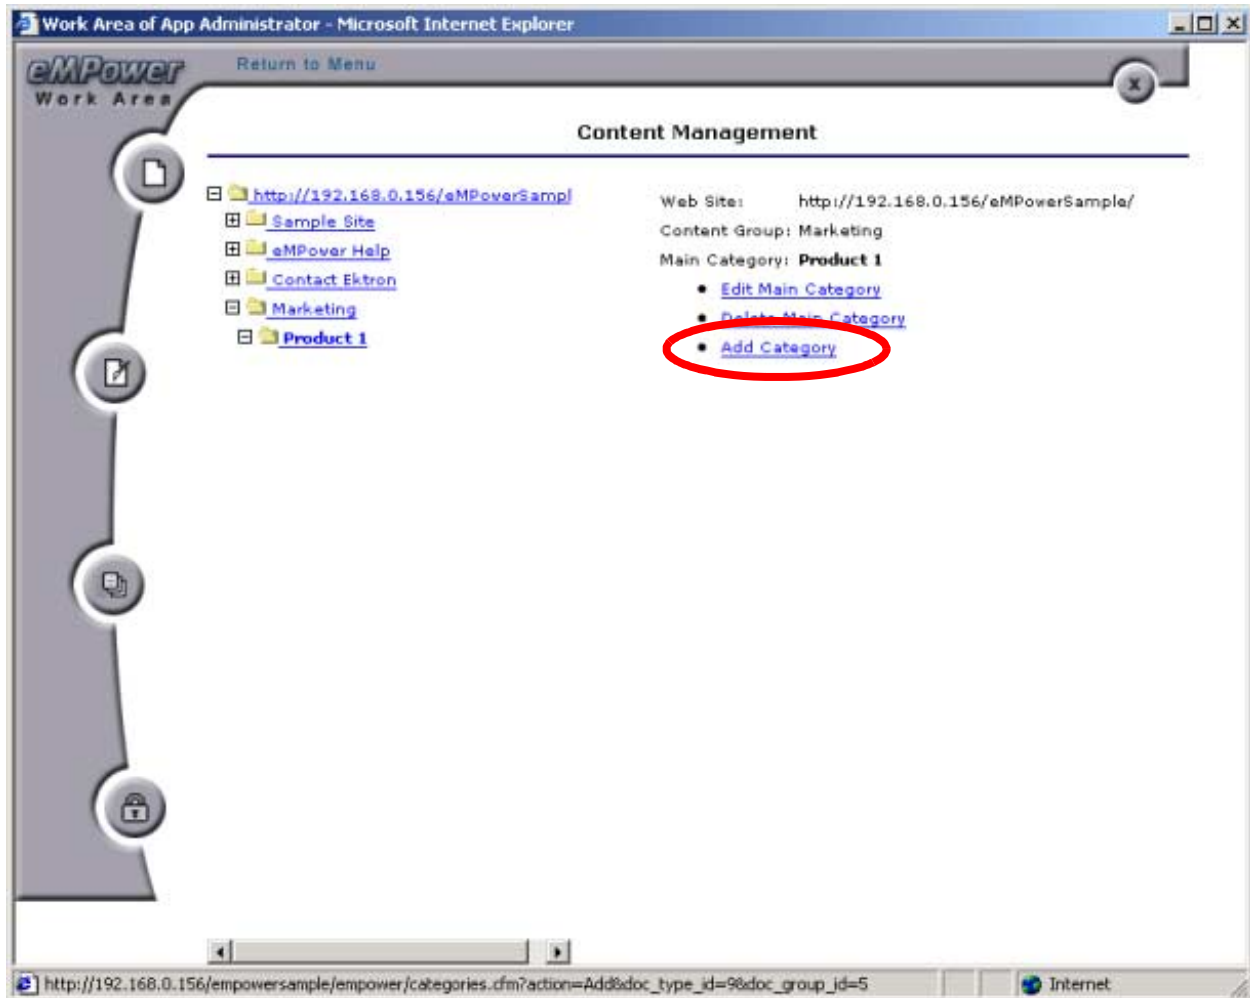 Work Area of App Administrator - Microsoft Internet Explorer
eMPower
Return to Menu
Work Area
x
Content Management
http://192.168.0.156/eMPowerSampl
Sample Site
eMPower Help
Contact Ektron
Marketing
Product 1
Web Site: http://192.168.0.156/eMPowerSample/
Content Group: Marketing
Main Category: Product 1
Edit Main Category
Delete Main Category
Add Category
http://192.168.0.156/empowersample/empower/categories.cfm?action=Add&doc_type_id=9&doc_group_id=5
Internet